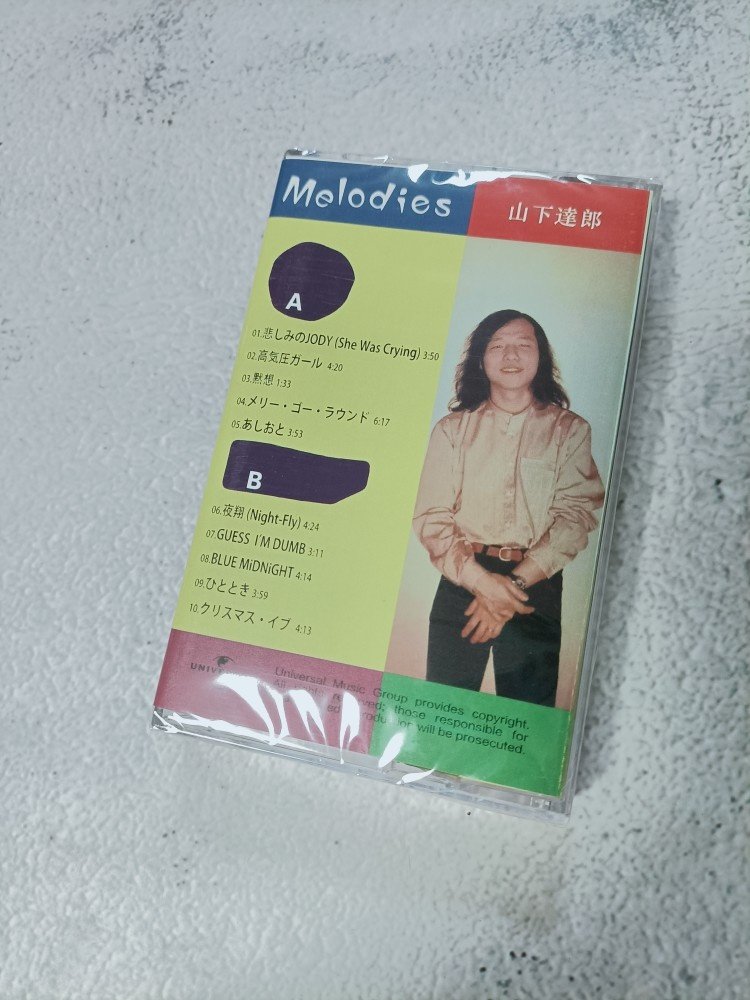 Melodies
山下達郎
A
01.悲しみのJODY (She Was Crying) 3:50
02.高気圧ガール 4:20
03.黙想 1:33
04.メリー・ゴー・ラウンド 6:17
05.あしおと 3:53
B
06.夜翔 (Night-Fly) 4:24
07.GUESS I'M DUMB 3:11
08.BLUE MiDNiGHT 4:14
09.ひととき 3:59
10.クリスマス・イブ 4:13
Universal Music Group provides copyright.
All those responsible for
will be prosecuted.